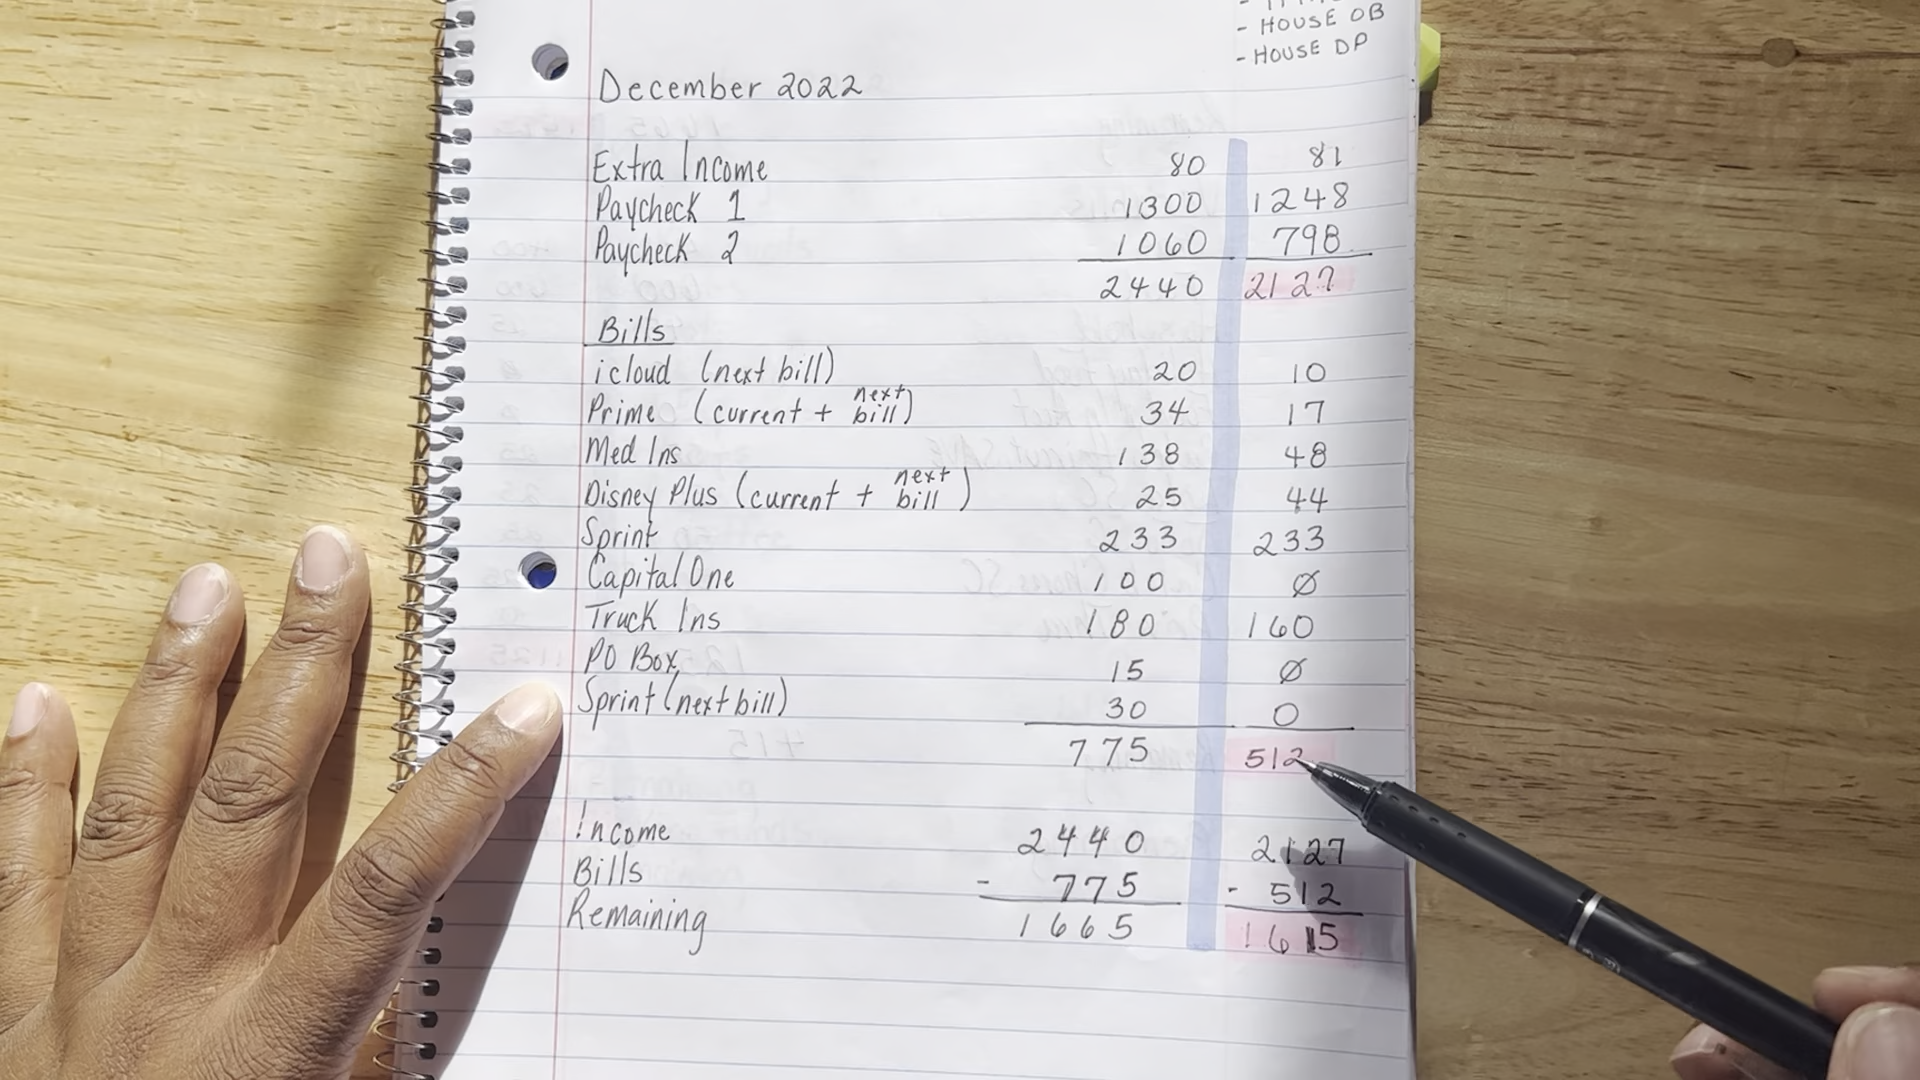 - HOUSE OB
- HOUSE DP
December 2022
Extra Income 80 81
Paycheck 1 1300 1248
Paycheck 2 1060 798
2440 2127
Bills
icloud (next bill) 20 10
Prime (current + next bill) 34 17
Med Ins 138 48
Disney Plus (current + next bill) 25 44
Sprint 233 233
Capital One 100 Ø
Truck Ins 180 160
PO Box 15 Ø
Sprint (next bill) 30 0
775 512
Income 2440 2127
Bills - 775 - 512
Remaining 1665 1615